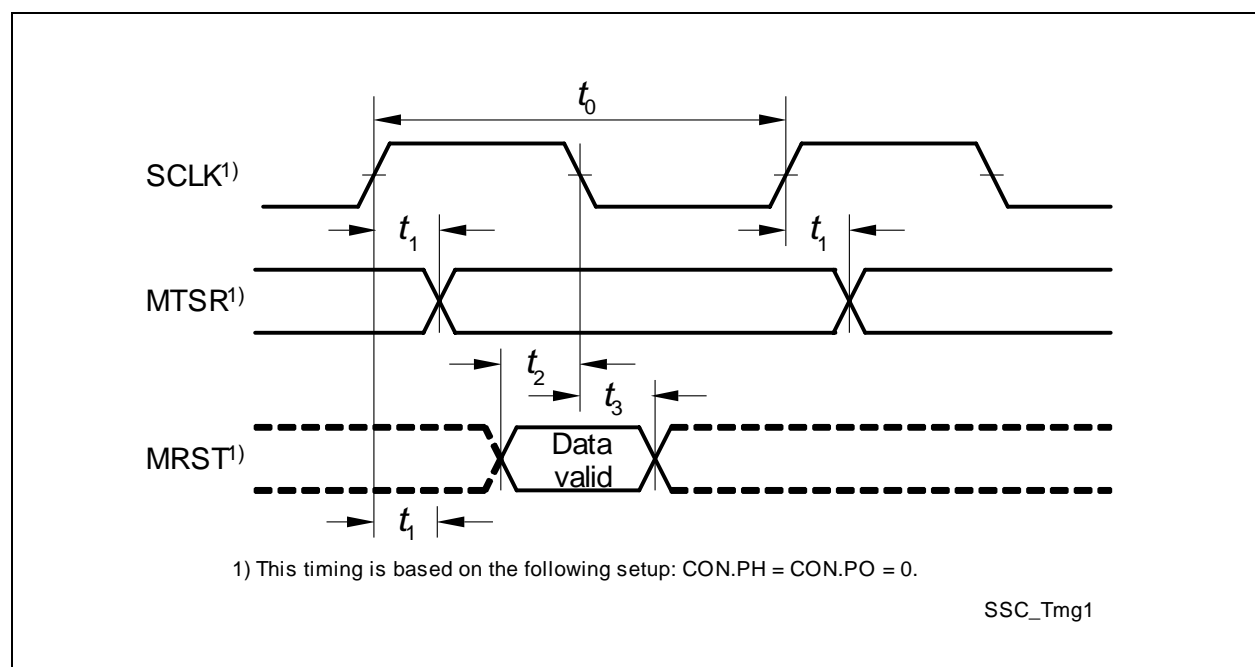 t0
SCLK1)
t1 t1
MTSR1)
t2
t3
MRST1)
Data
valid
t1
1) This timing is based on the following setup: CON.PH = CON.PO = 0.
SSC_Tmg1